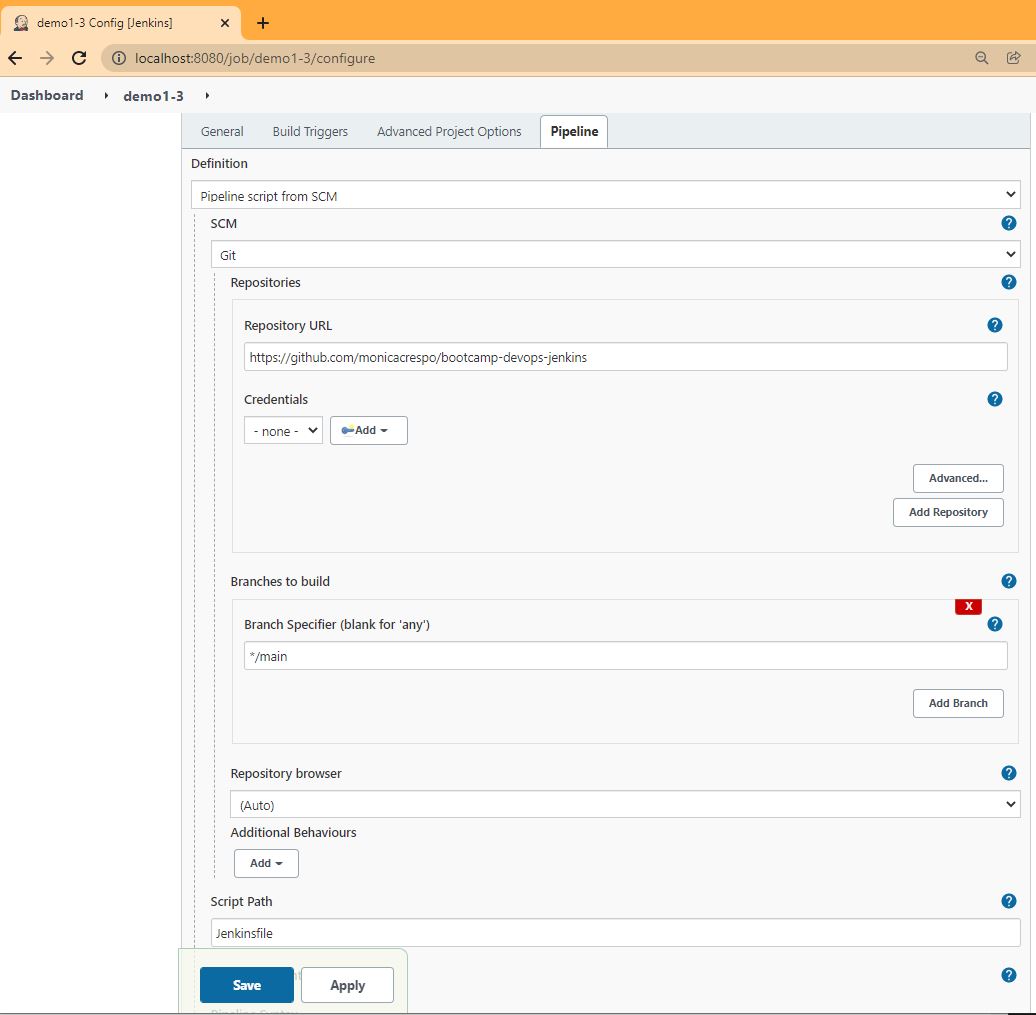 demo1-3 Config [Jenkins]
localhost:8080/job/demo1-3/configure
Dashboard demo1-3
General Build Triggers Advanced Project Options Pipeline
Definition
Pipeline script from SCM
SCM
Git
Repositories
Repository URL
https://github.com/monicacrespo/bootcamp-devops-jenkins
Credentials
- none - Add
Advanced...
Add Repository
Branches to build
X
Branch Specifier (blank for 'any')
*/main
Add Branch
Repository browser
(Auto)
Additional Behaviours
Add
Script Path
Jenkinsfile
Save Apply